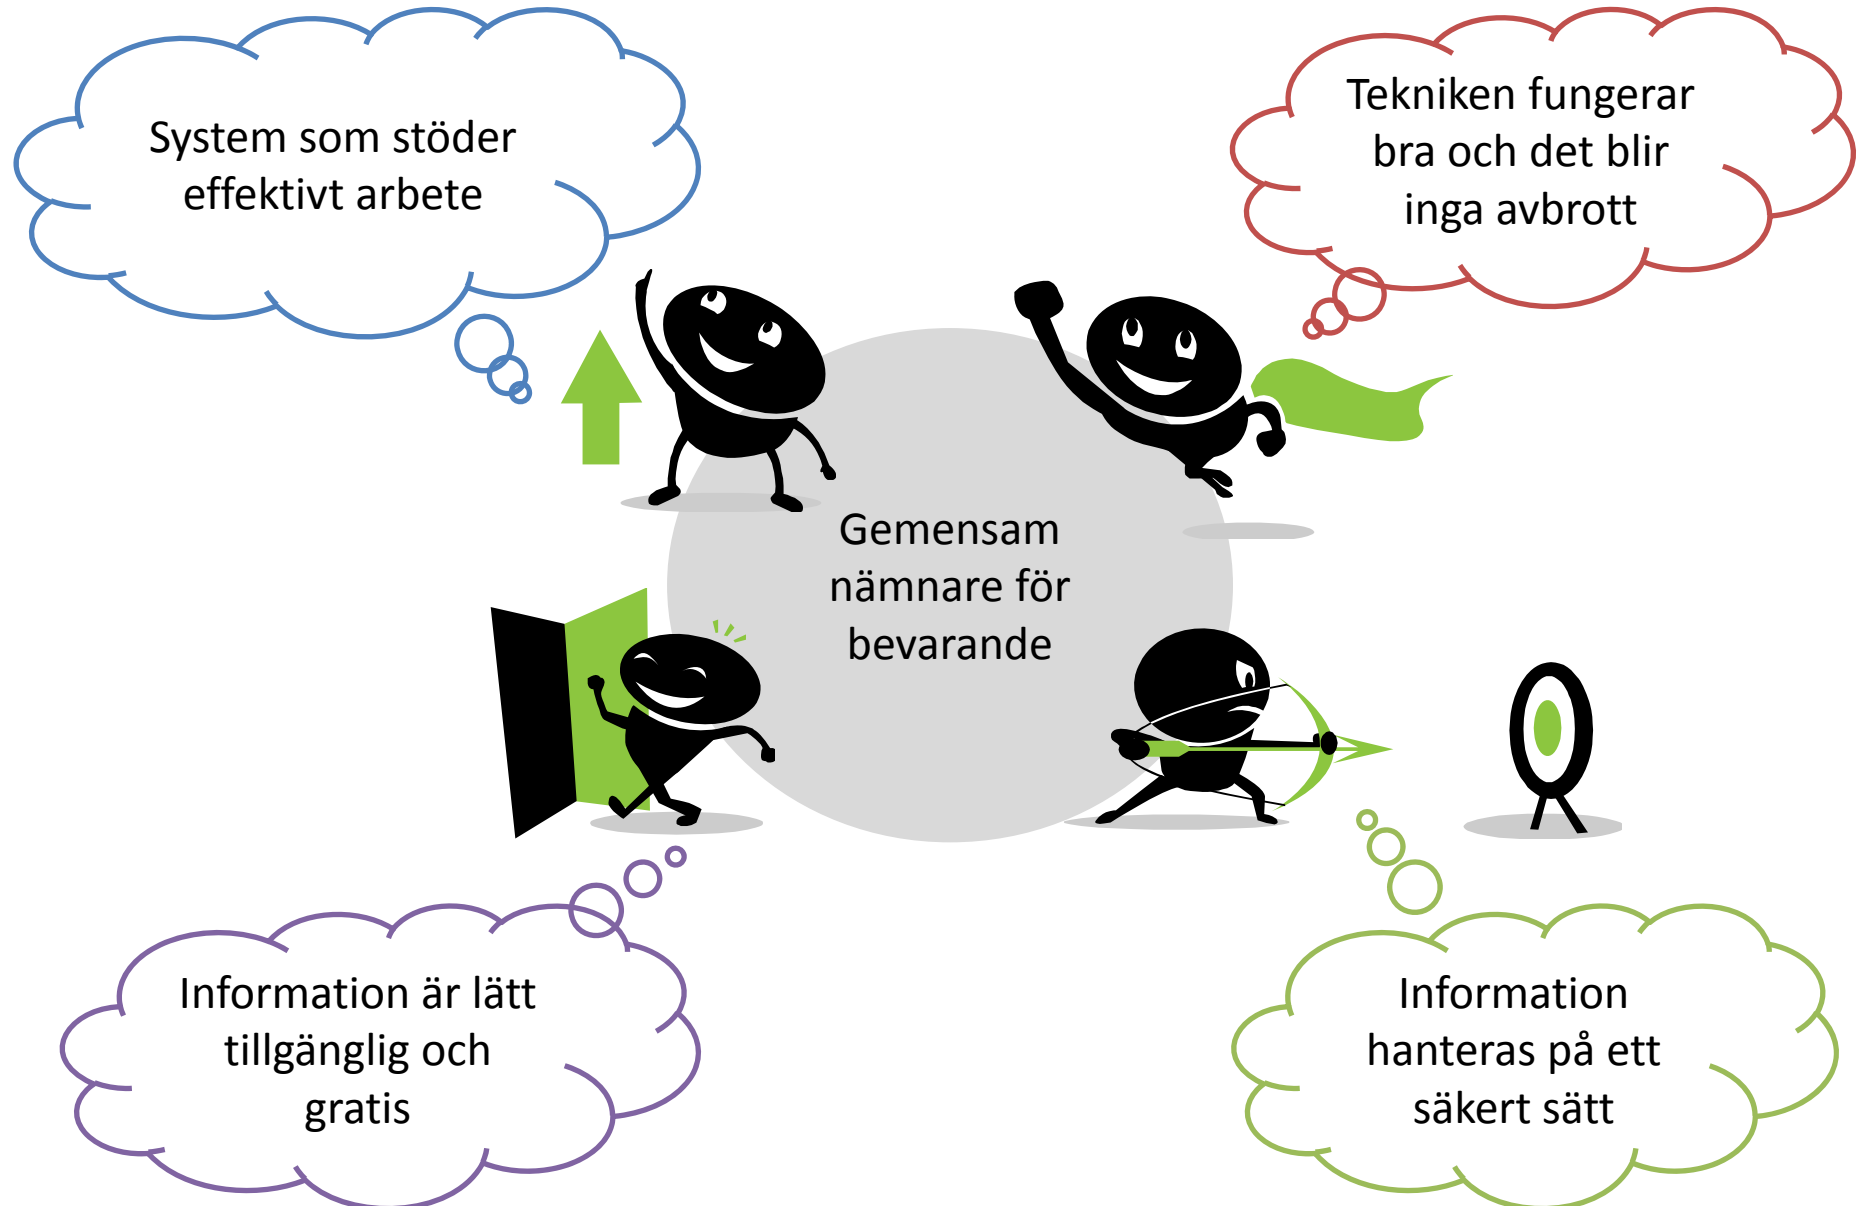 System som stöder
effektivt arbete
Tekniken fungerar
bra och det blir
inga avbrott
Gemensam
nämnare för
bevarande
Information är lätt
tillgänglig och
gratis
Information
hanteras på ett
säkert sätt